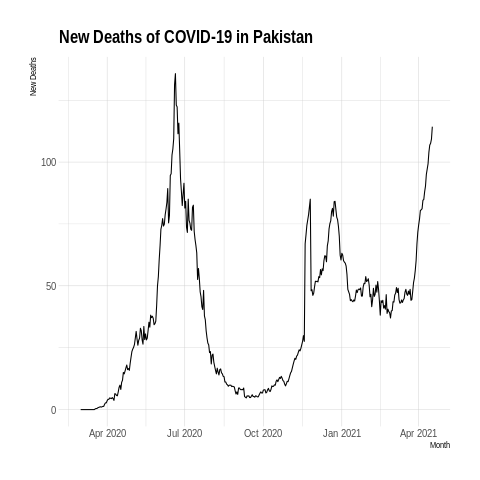 New Deaths of COVID-19 in Pakistan
New Deaths
100
50
0
Apr 2020 Jul 2020 Oct 2020 Jan 2021 Apr 2021
Month